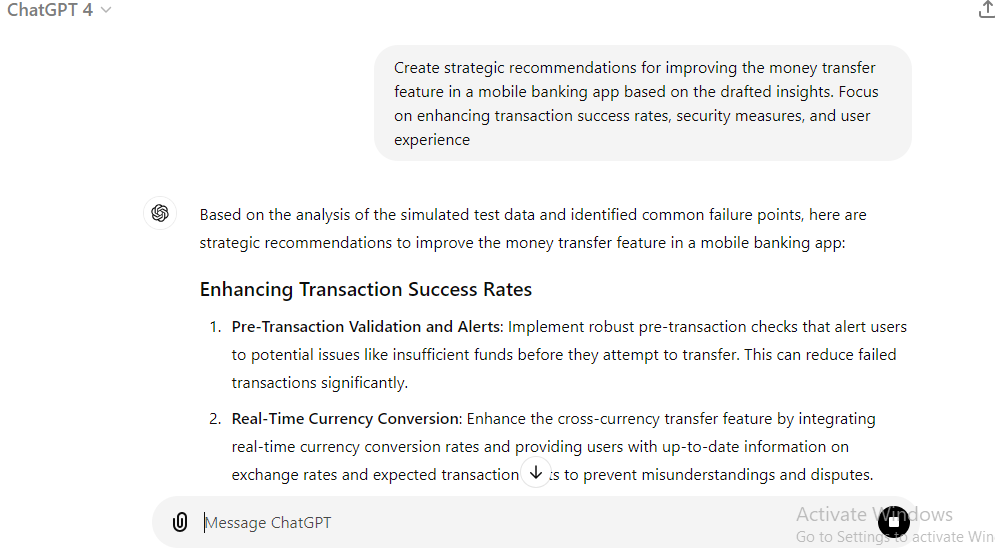 ChatGPT 4
Create strategic recommendations for improving the money transfer
feature in a mobile banking app based on the drafted insights. Focus
on enhancing transaction success rates, security measures, and user
experience
Based on the analysis of the simulated test data and identified common failure points, here are
strategic recommendations to improve the money transfer feature in a mobile banking app:
Enhancing Transaction Success Rates
1. Pre-Transaction Validation and Alerts: Implement robust pre-transaction checks that alert users
to potential issues like insufficient funds before they attempt to transfer. This can reduce failed
transactions significantly.
2. Real-Time Currency Conversion: Enhance the cross-currency transfer feature by integrating
real-time currency conversion rates and providing users with up-to-date information on
exchange rates and expected transaction to prevent misunderstandings and disputes.
Message ChatGPT
Activate Windows
Go to Settings to activate Win